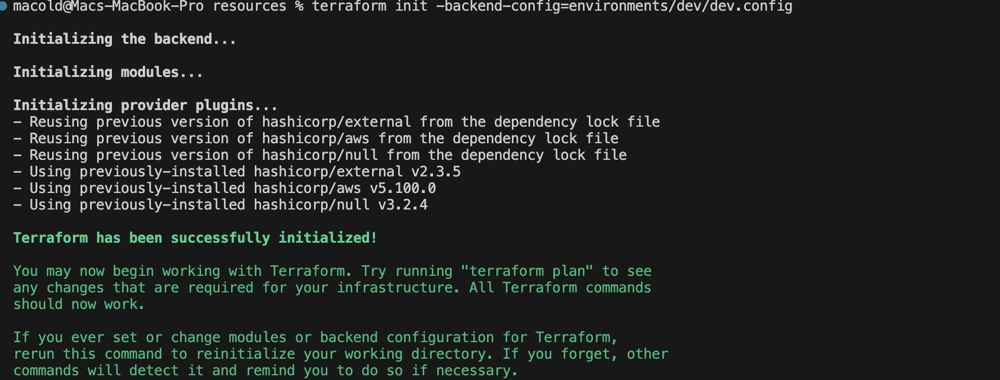 macold@Macs-MacBook-Pro resources % terraform init -backend-config=environments/dev/dev.config
Initializing the backend...
Initializing modules...
Initializing provider plugins...
- Reusing previous version of hashicorp/external from the dependency lock file
- Reusing previous version of hashicorp/aws from the dependency lock file
- Reusing previous version of hashicorp/null from the dependency lock file
- Using previously-installed hashicorp/external v2.3.5
- Using previously-installed hashicorp/aws v5.100.0
- Using previously-installed hashicorp/null v3.2.4
Terraform has been successfully initialized!
You may now begin working with Terraform. Try running "terraform plan" to see
any changes that are required for your infrastructure. All Terraform commands
should now work.
If you ever set or change modules or backend configuration for Terraform,
rerun this command to reinitialize your working directory. If you forget, other
commands will detect it and remind you to do so if necessary.